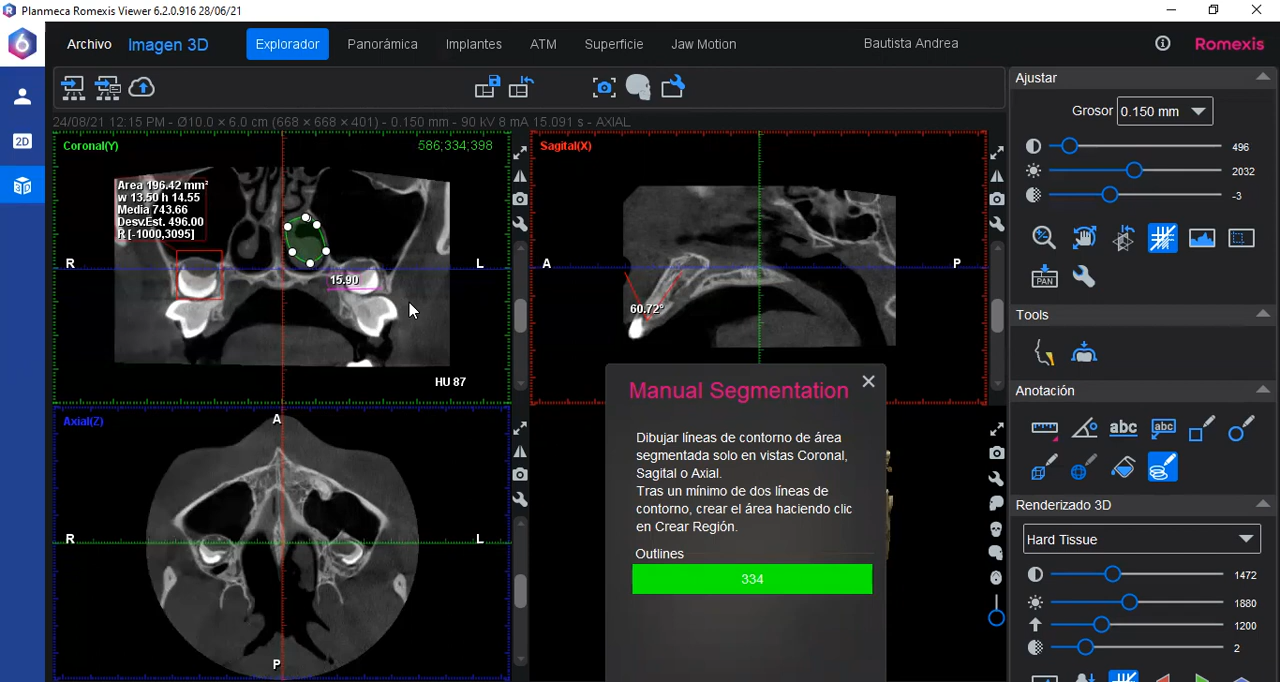 Planmeca Romexis Viewer 6.2.0.916 28/06/21
6
Archivo
Imagen 3D
Explorador
Panorámica
Implantes
ATM
Superficie
Jaw Motion
Bautista Andrea
Romexis
2D
24/08/21 12:15 PM - Ø10.0 × 6.0 cm (668 × 668 × 401) - 0.150 mm - 90 kV 8 mA 15.091 s - AXIAL
Coronal(Y)
586;334;398
Area 196.42 mm²
w 13.50 h 14.55
Media 743.66
Desv.Est. 496.00
R [-1000,3095]
R
L
15.90
HU 87
Sagital(X)
A
P
60.72°
Axial(Z)
A
R
L
P
Manual Segmentation
Dibujar líneas de contorno de área
segmentada solo en vistas Coronal,
Sagital o Axial.
Tras un mínimo de dos líneas de
contorno, crear el área haciendo clic
en Crear Región.
Outlines
334
Ajustar
Grosor 0.150 mm
496
2032
-3
PAN
Tools
Anotación
abc
abc
Renderizado 3D
Hard Tissue
1472
1880
1200
2